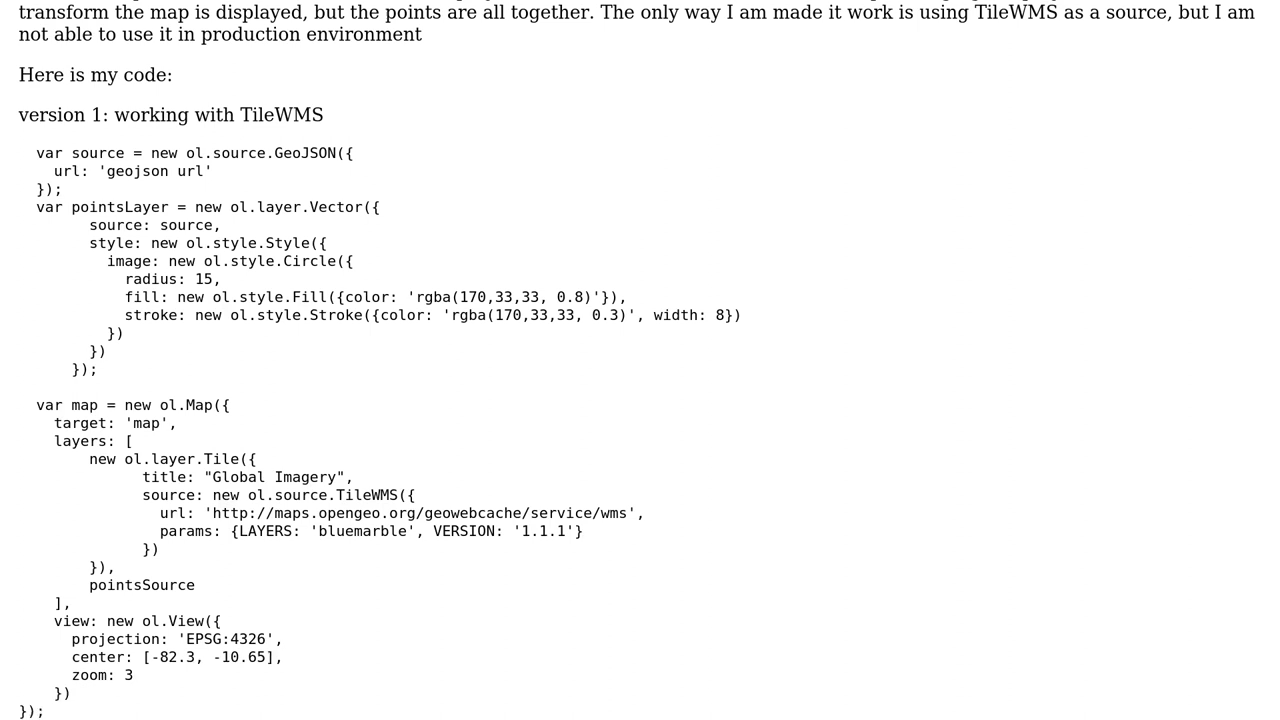 transform the map is displayed, but the points are all together. The only way I am made it work is using TileWMS as a source, but I am
not able to use it in production environment
Here is my code:
version 1: working with TileWMS
var source = new ol.source.GeoJSON({
url: 'geojson url'
});
var pointsLayer = new ol.layer.Vector({
source: source,
style: new ol.style.Style({
image: new ol.style.Circle({
radius: 15,
fill: new ol.style.Fill({color: 'rgba(170,33,33, 0.8)'}),
stroke: new ol.style.Stroke({color: 'rgba(170,33,33, 0.3)', width: 8})
})
})
});
var map = new ol.Map({
target: 'map',
layers: [
new ol.layer.Tile({
title: "Global Imagery",
source: new ol.source.TileWMS({
url: 'http://maps.opengeo.org/geowebcache/service/wms',
params: {LAYERS: 'bluemarble', VERSION: '1.1.1'}
})
}),
pointsSource
],
view: new ol.View({
projection: 'EPSG:4326',
center: [-82.3, -10.65],
zoom: 3
})
});